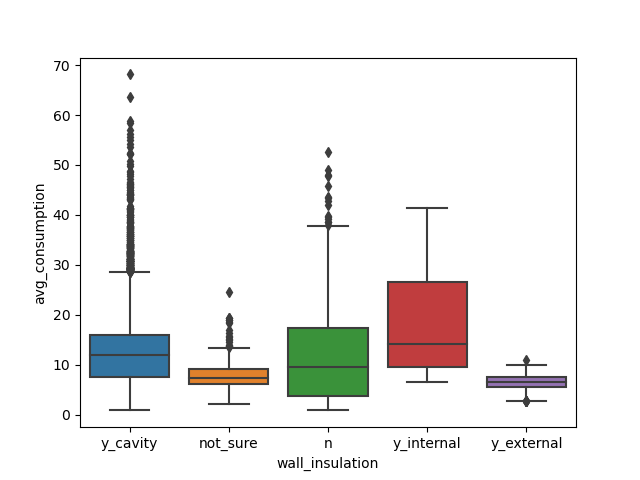 70
60
50
40
30
20
10
0
avg_consumption
y_cavity not_sure n y_internal y_external
wall_insulation